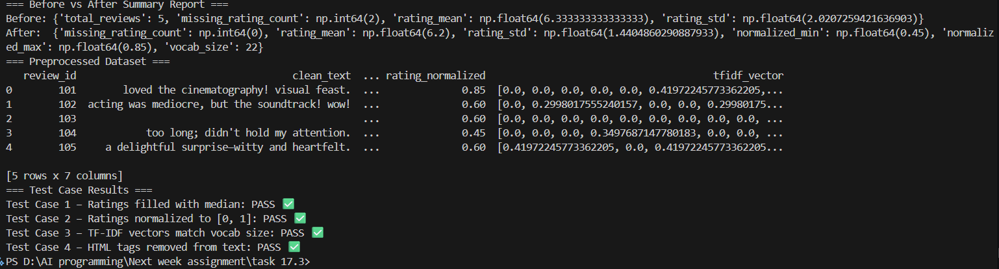 === Before vs After Summary Report ===
Before: {'total_reviews': 5, 'missing_rating_count': np.int64(2), 'rating_mean': np.float64(6.333333333333333), 'rating_std': np.float64(2.0207259421636903)}
After:  {'missing_rating_count': np.int64(0), 'rating_mean': np.float64(6.2), 'rating_std': np.float64(1.4404860290887933), 'normalized_min': np.float64(0.45), 'normaliz
ed_max': np.float64(0.85), 'vocab_size': 22}
=== Preprocessed Dataset ===
   review_id                                    clean_text  ... rating_normalized                                       tfidf_vector
0        101          loved the cinematography! visual feast.  ...              0.85  [0.0, 0.0, 0.0, 0.0, 0.0, 0.41972245773362205,...
1        102  acting was mediocre, but the soundtrack! wow!  ...              0.60  [0.0, 0.2998017555240157, 0.0, 0.0, 0.29980175...
2        103                                                 ...              0.60  [0.0, 0.0, 0.0, 0.0, 0.0, 0.0, 0.0, 0.0, 0.0, ...
3        104           too long; didn't hold my attention.  ...              0.45  [0.0, 0.0, 0.0, 0.3497687147780183, 0.0, 0.0, ...
4        105     a delightful surprise—witty and heartfelt.  ...              0.60  [0.41972245773362205, 0.0, 0.41972245773362205...
[5 rows x 7 columns]
=== Test Case Results ===
Test Case 1 – Ratings filled with median: PASS ✅
Test Case 2 – Ratings normalized to [0, 1]: PASS ✅
Test Case 3 – TF-IDF vectors match vocab size: PASS ✅
Test Case 4 – HTML tags removed from text: PASS ✅
PS D:\AI programming\Next week assignment\task 17.3>